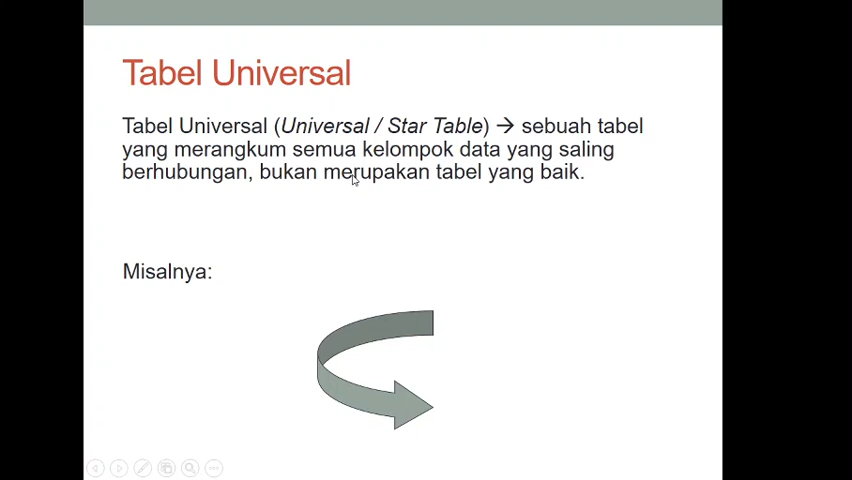 Tabel Universal
Tabel Universal (Universal / Star Table) → sebuah tabel
yang merangkum semua kelompok data yang saling
berhubungan, bukan merupakan tabel yang baik.
Misalnya: